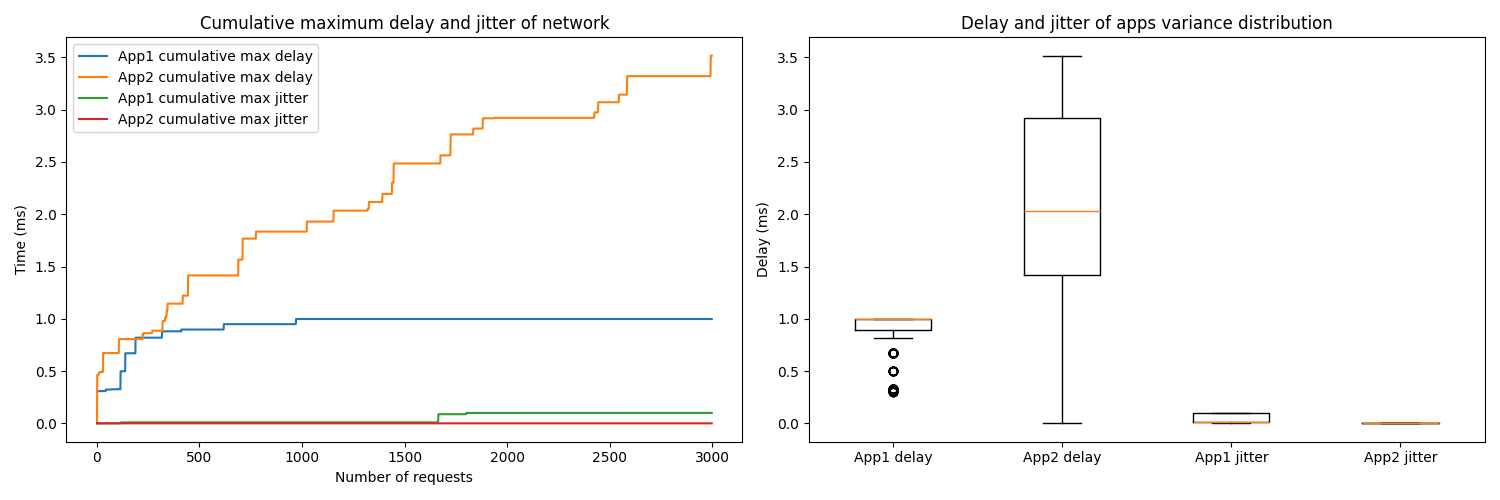 Cumulative maximum delay and jitter of network
App1 cumulative max delay
App2 cumulative max delay
App1 cumulative max jitter
App2 cumulative max jitter
Time (ms)
3.5
3.0
2.5
2.0
1.5
1.0
0.5
0.0
0 500 1000 1500 2000 2500 3000
Number of requests
Delay and jitter of apps variance distribution
Delay (ms)
3.5
3.0
2.5
2.0
1.5
1.0
0.5
0.0
App1 delay App2 delay App1 jitter App2 jitter